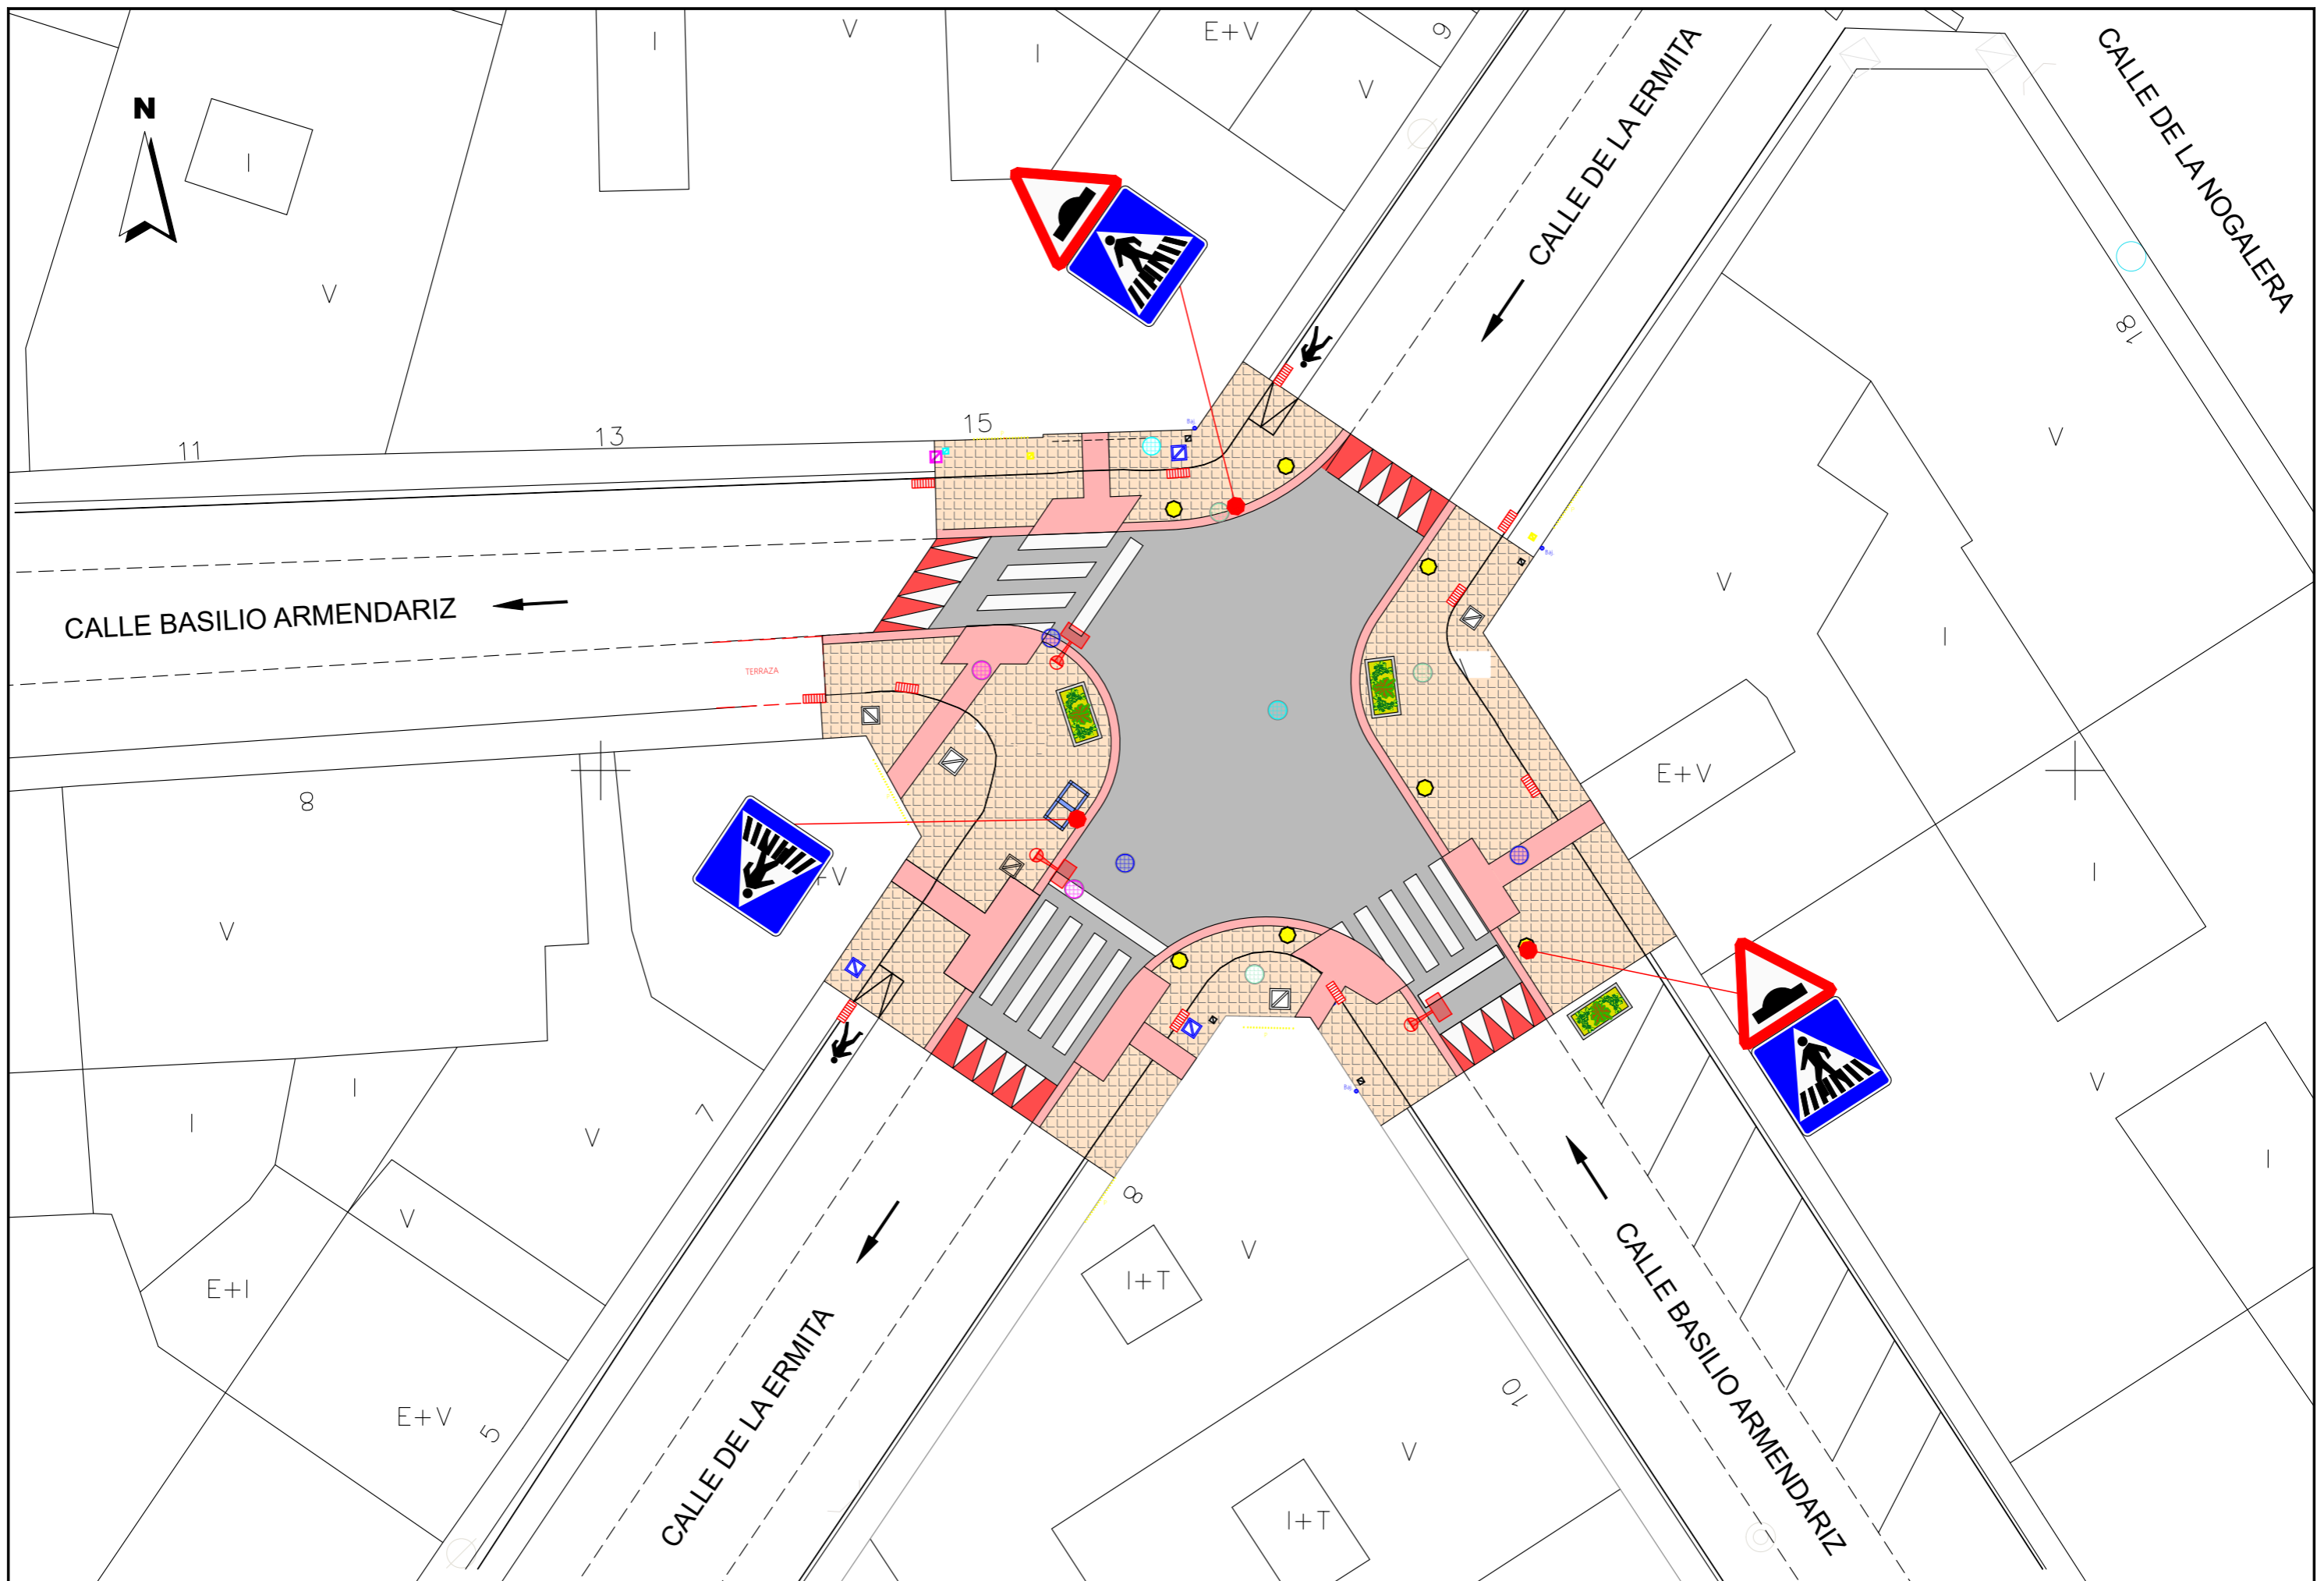 I
V
I
E+V
9
V
CALLE DE LA ERMITA
CALLE DE LA NOGALERA
N
I
V
18
11
13
15
V
V
CALLE BASILIO ARMENDARIZ
TERRAZA
I
E+V
8
+V
I
V
V
I
I
7
V
V
I
V
8
V
I+T
E+I
E+V
5
CALLE DE LA ERMITA
10
V
I+T
CALLE BASILIO ARMENDARIZ